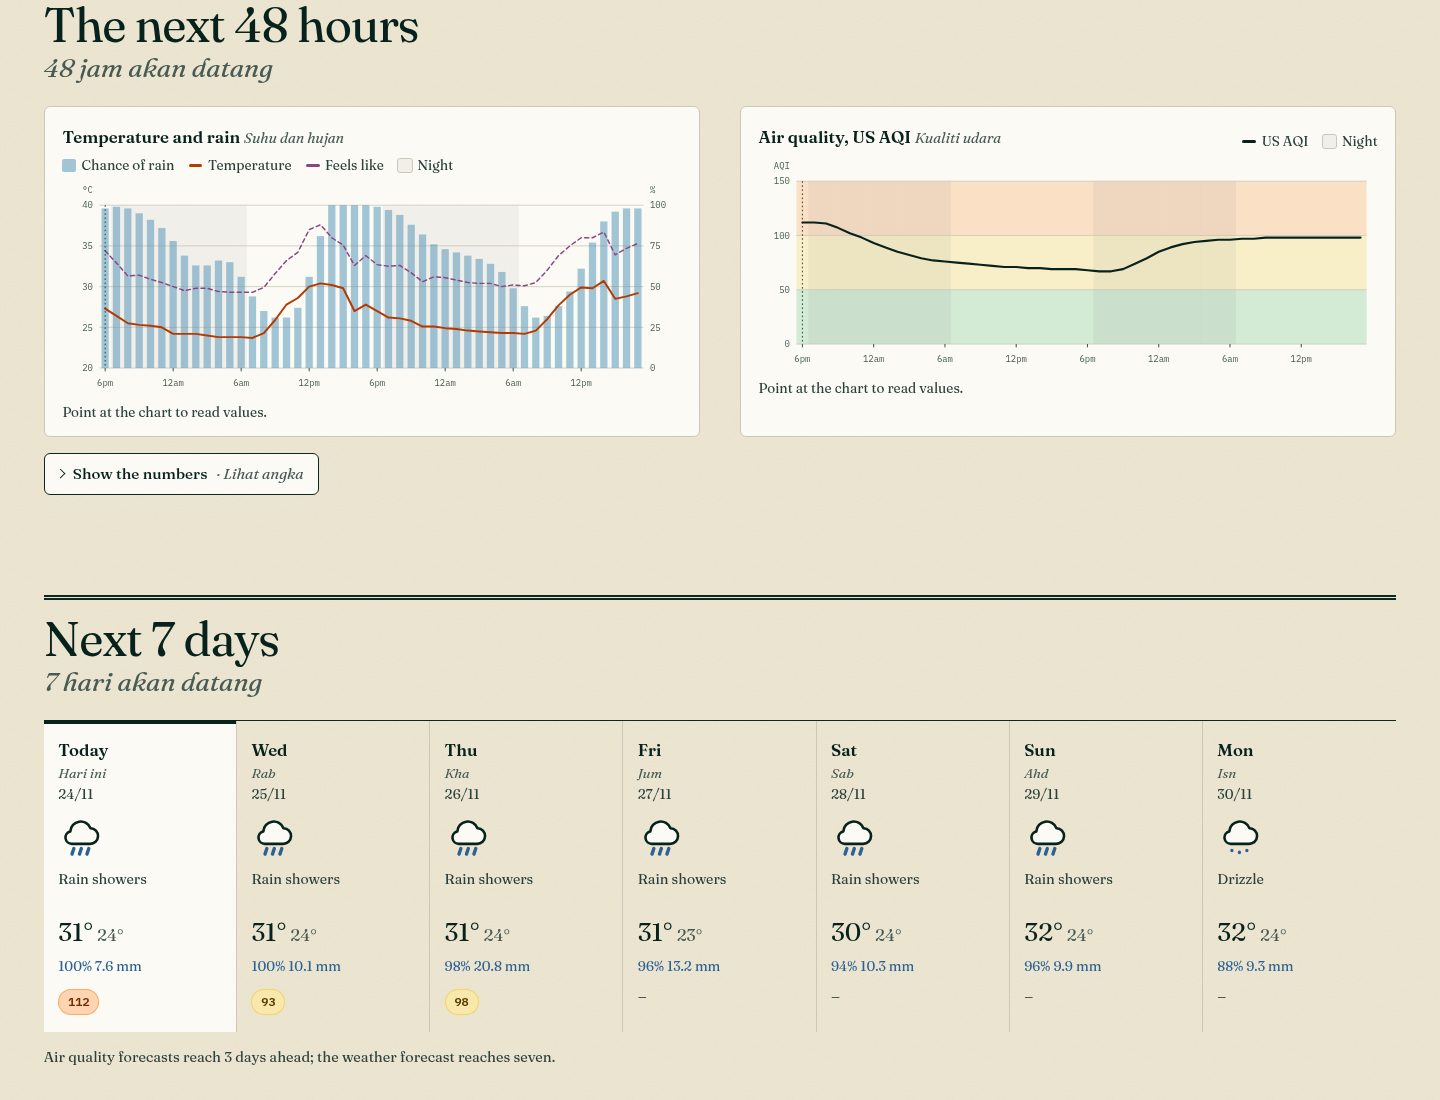 The next 48 hours
48 jam akan datang
Temperature and rain Suhu dan hujan
Chance of rain Temperature Feels like Night
°C %
40 100
35 75
30 50
25 25
20 0
6pm 12am 6am 12pm 6pm 12am 6am 12pm
Point at the chart to read values.
Air quality, US AQI Kualiti udara
US AQI Night
AQI
150
100
50
0
6pm 12am 6am 12pm 6pm 12am 6am 12pm
Point at the chart to read values.
Show the numbers · Lihat angka
Next 7 days
7 hari akan datang
Today Wed Thu Fri Sat Sun Mon
Hari ini Rab Kha Jum Sab Ahd Isn
24/11 25/11 26/11 27/11 28/11 29/11 30/11
Rain showers Rain showers Rain showers Rain showers Rain showers Rain showers Drizzle
31° 24° 31° 24° 31° 24° 31° 23° 30° 24° 32° 24° 32° 24°
100% 7.6 mm 100% 10.1 mm 98% 20.8 mm 96% 13.2 mm 94% 10.3 mm 96% 9.9 mm 88% 9.3 mm
112 93 98 – – – –
Air quality forecasts reach 3 days ahead; the weather forecast reaches seven.